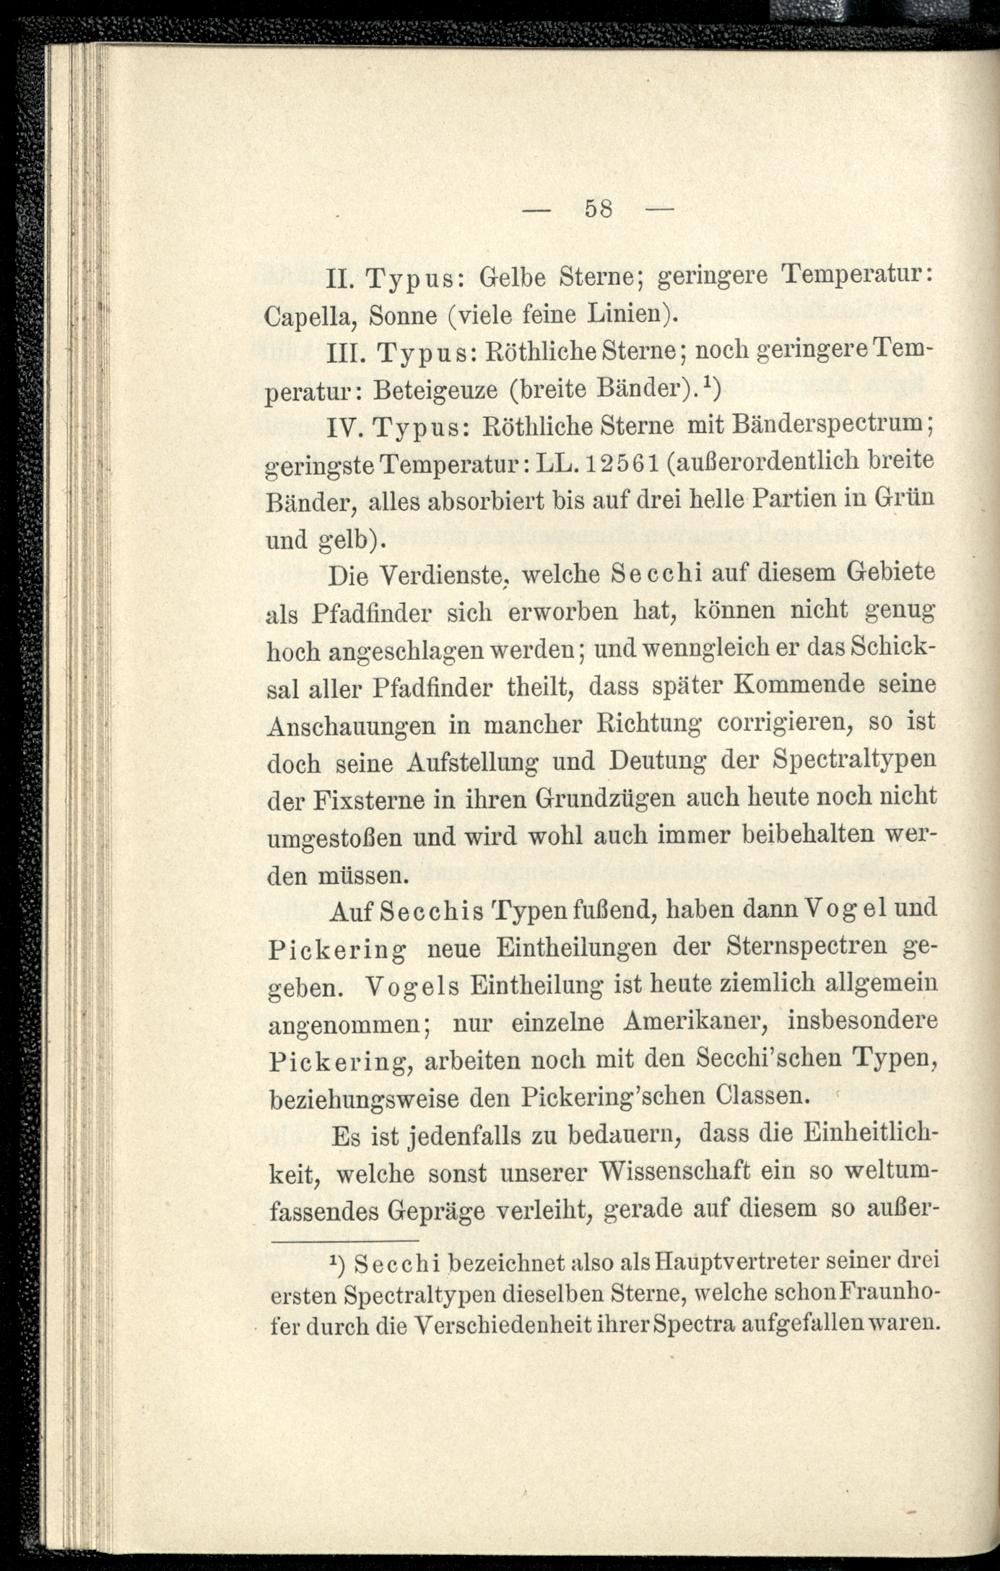 — 58 —
II. Typus: Gelbe Sterne; geringere Temperatur:
Capella, Sonne (viele feine Linien).
III. Typus: Röthliche Sterne; noch geringere Tem-
peratur: Beteigeuze (breite Bänder).¹)
IV. Typus: Röthliche Sterne mit Bänderspectrum;
geringste Temperatur: LL. 12561 (außerordentlich breite
Bänder, alles absorbiert bis auf drei helle Partien in Grün
und gelb).
Die Verdienste, welche Secchi auf diesem Gebiete
als Pfadfinder sich erworben hat, können nicht genug
hoch angeschlagen werden; und wenngleich er das Schick-
sal aller Pfadfinder theilt, dass später Kommende seine
Anschauungen in mancher Richtung corrigieren, so ist
doch seine Aufstellung und Deutung der Spectraltypen
der Fixsterne in ihren Grundzügen auch heute noch nicht
umgestoßen und wird wohl auch immer beibehalten wer-
den müssen.
Auf Secchis Typen fußend, haben dann Vogel und
Pickering neue Eintheilungen der Sternspectren ge-
geben. Vogels Eintheilung ist heute ziemlich allgemein
angenommen; nur einzelne Amerikaner, insbesondere
Pickering, arbeiten noch mit den Secchi'schen Typen,
beziehungsweise den Pickering'schen Classen.
Es ist jedenfalls zu bedauern, dass die Einheitlich-
keit, welche sonst unserer Wissenschaft ein so weltum-
fassendes Gepräge verleiht, gerade auf diesem so außer-
¹) Secchi bezeichnet also als Hauptvertreter seiner drei
ersten Spectraltypen dieselben Sterne, welche schon Fraunho-
fer durch die Verschiedenheit ihrer Spectra aufgefallen waren.